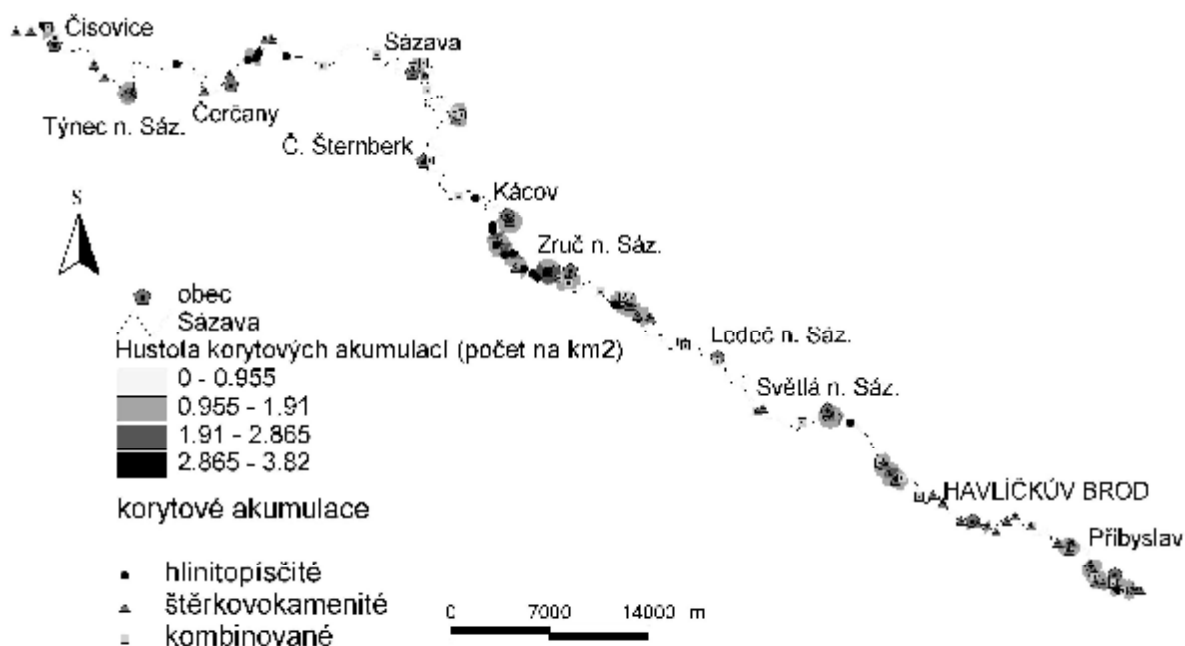 Čisovice
Sázava
Týnec n. Sáz.
Čerčany
Č. Šternberk
Kácov
S
Zruč n. Sáz.
obec
Sázava
Hustota korytových akumulací (počet na km2)
0 - 0.955
0.955 - 1.91
1.91 - 2.865
2.865 - 3.82
Ledeč n. Sáz.
Světlá n. Sáz.
HAVLÍČKŮV BROD
Přibyslav
korytové akumulace
hlinitopísčité
štěrkovokamenité
kombinované
0 7000 14000 m